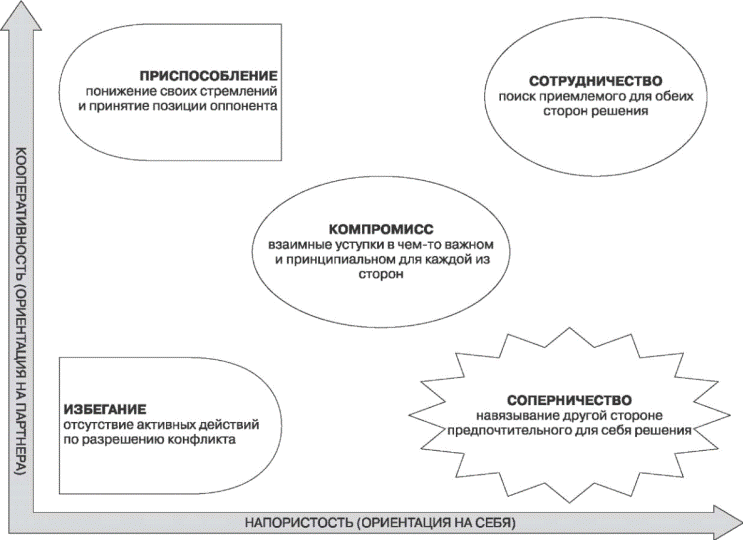 ПРИСПОСОБЛЕНИЕ
понижение своих стремлений
и принятие позиции оппонента
СОТРУДНИЧЕСТВО
поиск приемлемого для обеих
сторон решения
КОМПРОМИСС
взаимные уступки в чем-то важном
и принципиальном для каждой из
сторон
ИЗБЕГАНИЕ
отсутствие активных действий
по разрешению конфликта
СОПЕРНИЧЕСТВО
навязывание другой стороне
предпочтительного для себя решения
КООПЕРАТИВНОСТЬ (ОРИЕНТАЦИЯ НА ПАРТНЕРА)
НАПОРИСТОСТЬ (ОРИЕНТАЦИЯ НА СЕБЯ)